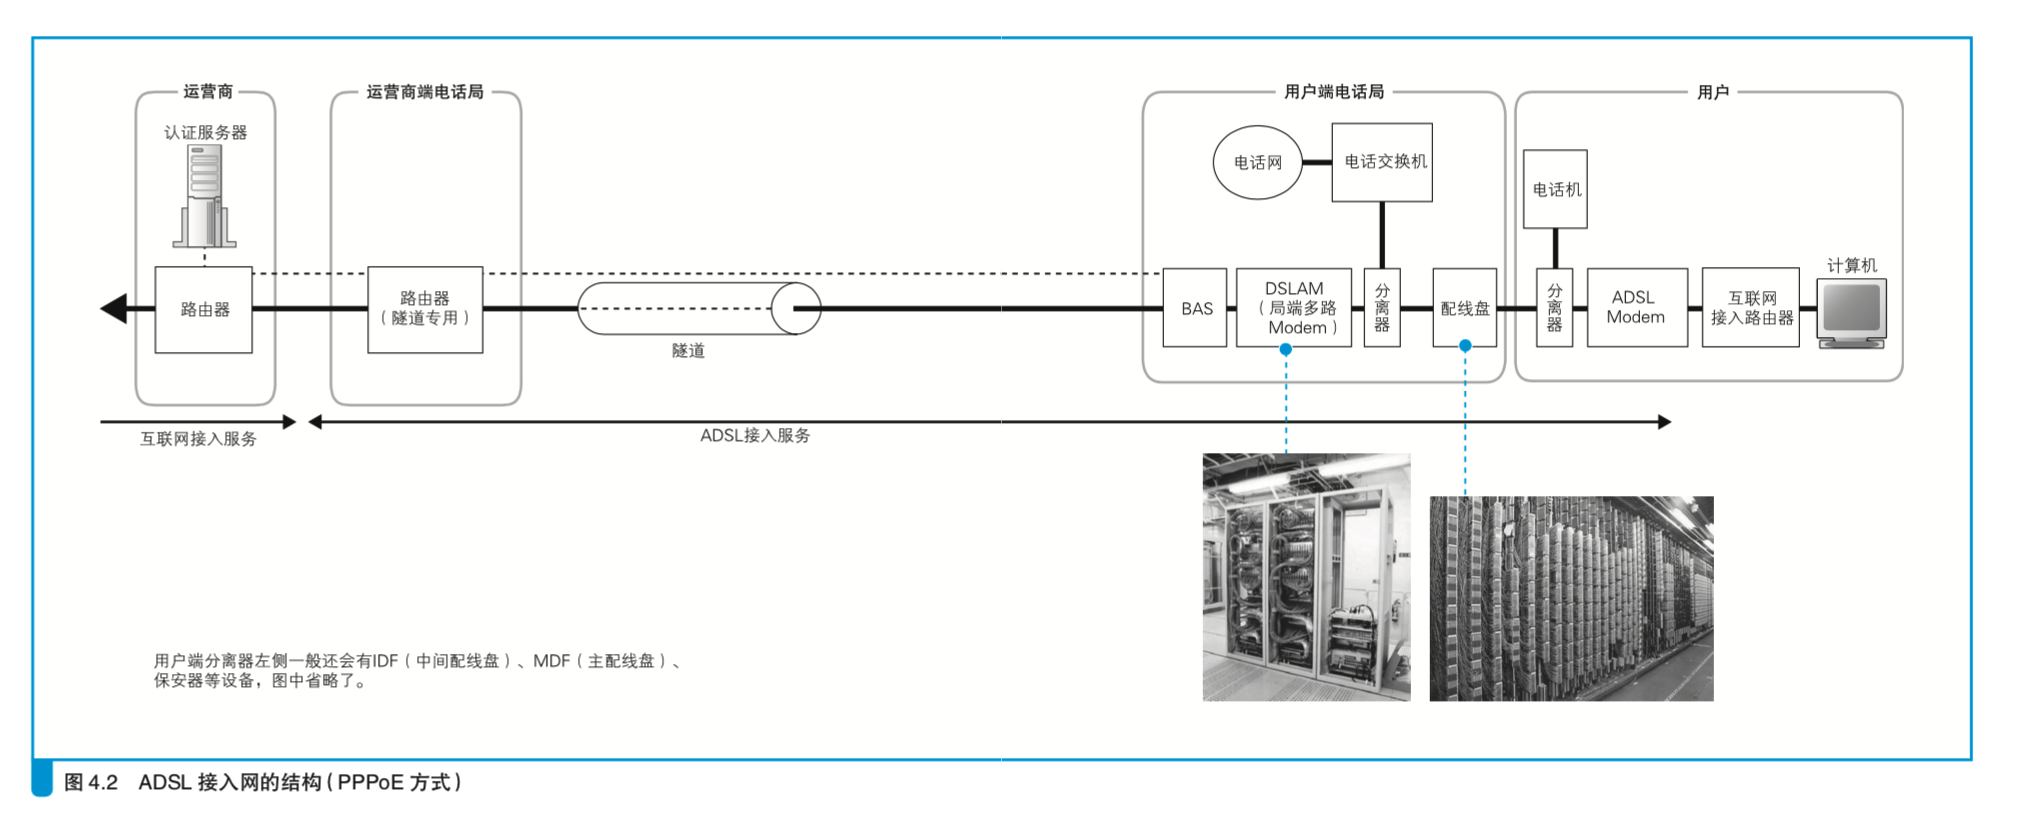 运营商
运营商端电话局
用户端电话局
用户
认证服务器
电话网
电话交换机
电话机
路由器
路由器
（隧道专用）
隧道
BAS
DSLAM
（局端多路
Modem）
分离器
配线盘
分离器
ADSL
Modem
互联网
接入路由器
计算机
互联网接入服务
ADSL接入服务
用户端分离器左侧一般还会有IDF（中间配线盘）、MDF（主配线盘）、
保安器等设备，图中省略了。
图 4.2 ADSL 接入网的结构（PPPoE 方式）